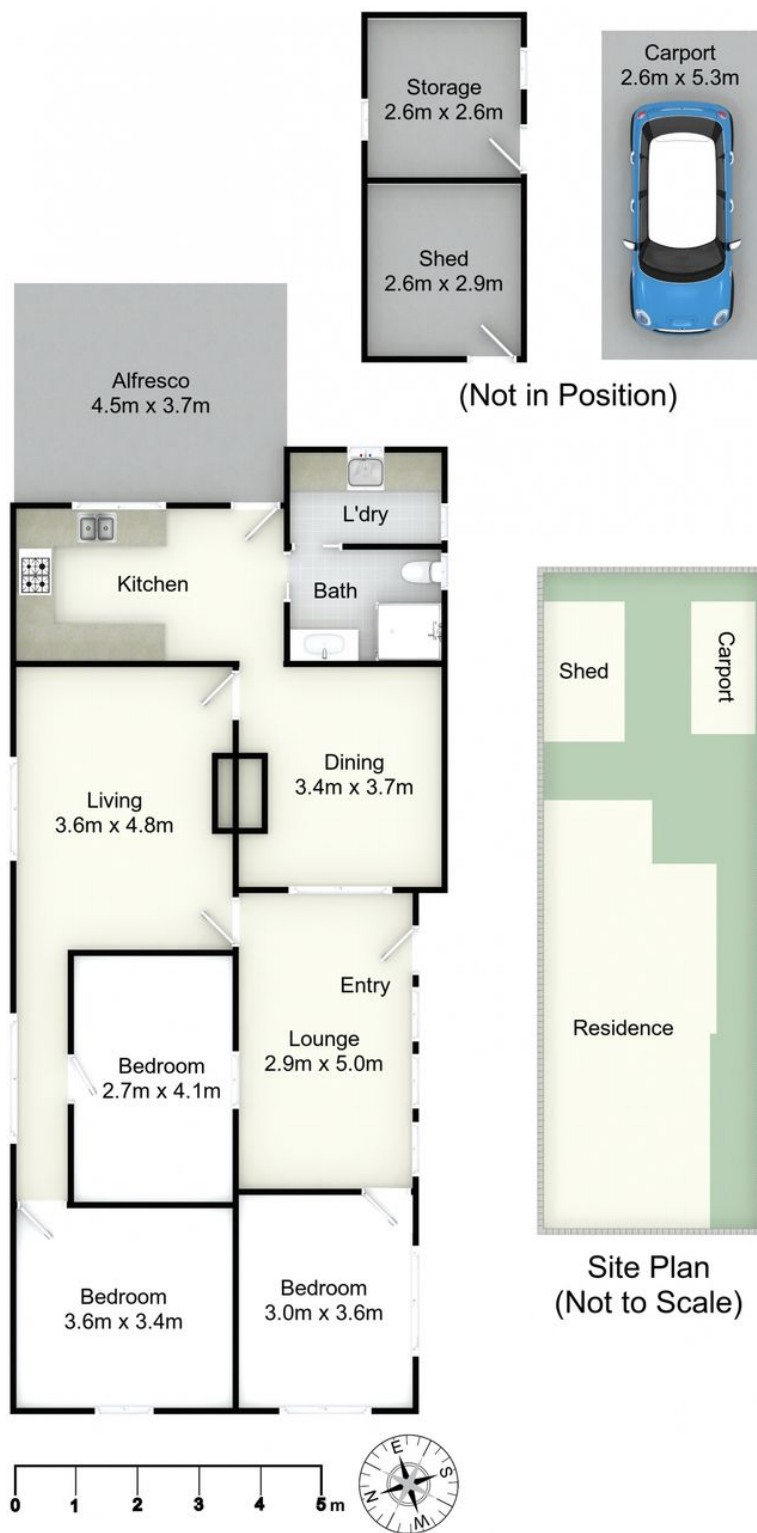 Storage
2.6m x 2.6m
Carport
2.6m x 5.3m
Shed
2.6m x 2.9m
(Not in Position)
Alfresco
4.5m x 3.7m
L'dry
Kitchen
Bath
Living
3.6m x 4.8m
Dining
3.4m x 3.7m
Entry
Lounge
2.9m x 5.0m
Bedroom
2.7m x 4.1m
Bedroom
3.6m x 3.4m
Bedroom
3.0m x 3.6m
Shed
Carport
Residence
Site Plan
(Not to Scale)
0 1 2 3 4 5 m
E
S
N
W